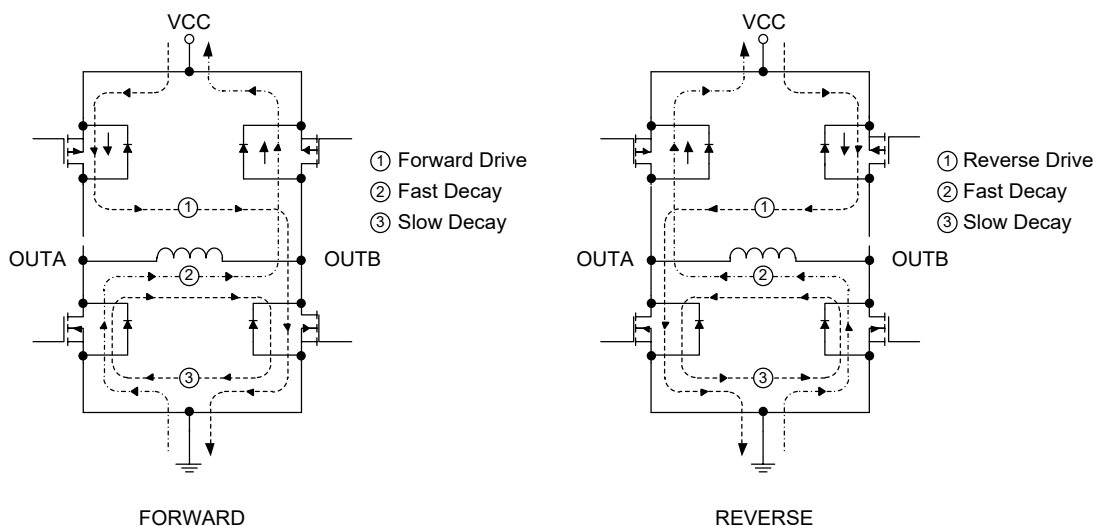 VCC
① Forward Drive
② Fast Decay
③ Slow Decay
①
OUTA
OUTB
②
③
FORWARD
VCC
① Reverse Drive
② Fast Decay
③ Slow Decay
①
OUTA
OUTB
②
③
REVERSE